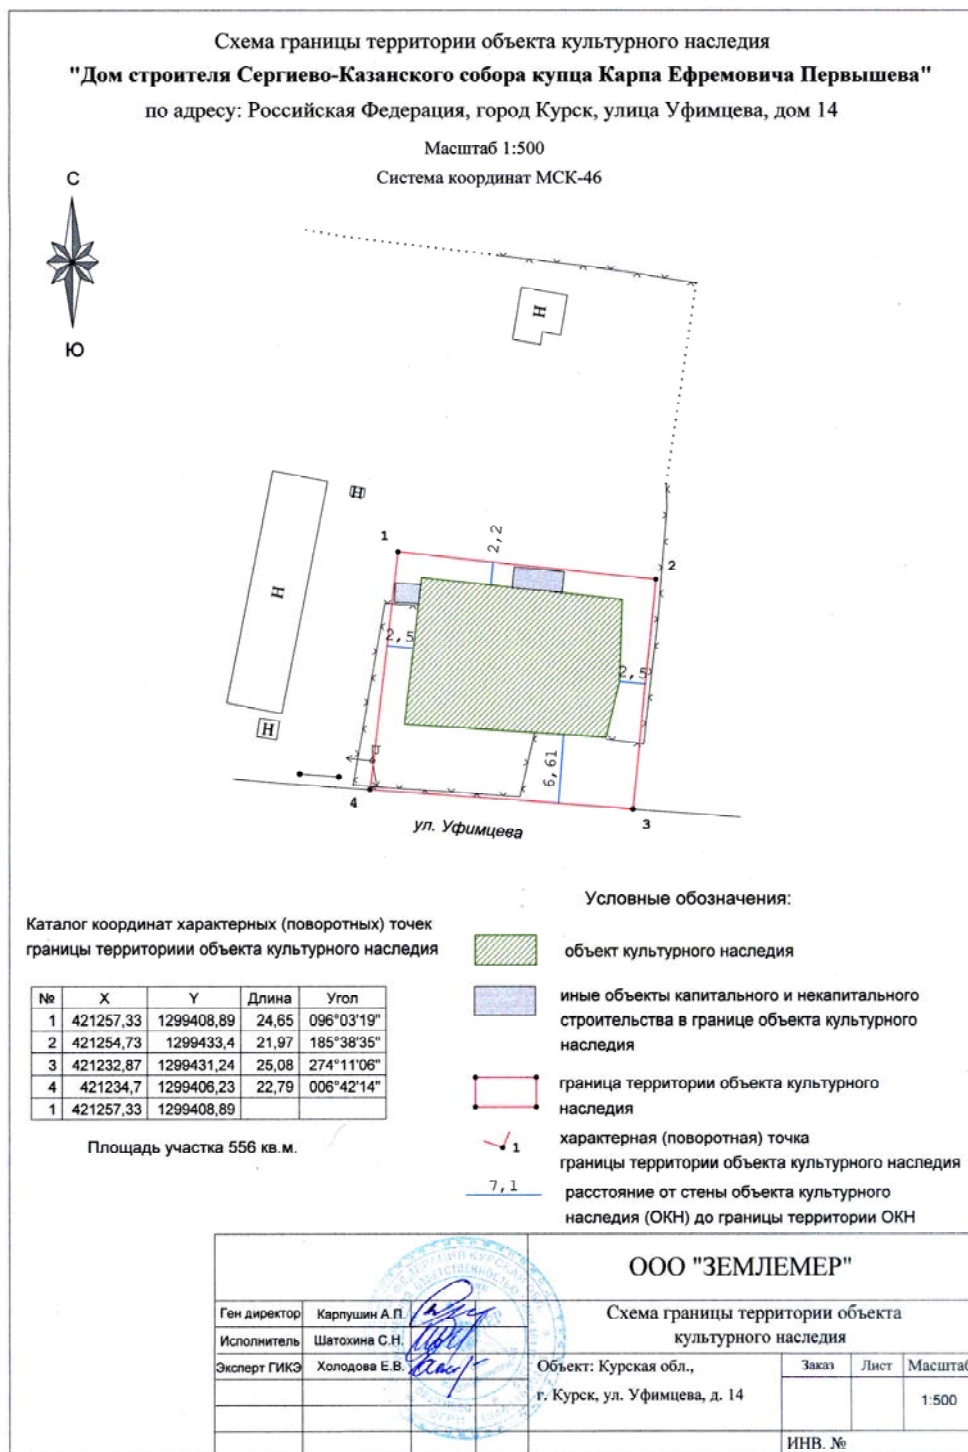 Схема границы территории объекта культурного наследия
"Дом строителя Сергиево-Казанского собора купца Карпа Ефремовича Первышева"
по адресу: Российская Федерация, город Курск, улица Уфимцева, дом 14
Масштаб 1:500
Система координат МСК-46
С
Ю
Н
Н
Н
Н
1
2
2,2
2,5
2,5
6,61
4
3
ул. Уфимцева
Условные обозначения:
Каталог координат характерных (поворотных) точек
границы территориии объекта культурного наследия
№ X Y Длина Угол
1 421257,33 1299408,89 24,65 096°03'19"
2 421254,73 1299433,4 21,97 185°38'35"
3 421232,87 1299431,24 25,08 274°11'06"
4 421234,7 1299406,23 22,79 006°42'14"
1 421257,33 1299408,89
Площадь участка 556 кв.м.
объект культурного наследия
иные объекты капитального и некапитального
строительства в границе объекта культурного
наследия
граница территории объекта культурного
наследия
1
характерная (поворотная) точка
границы территории объекта культурного наследия
7,1
расстояние от стены объекта культурного
наследия (ОКН) до границы территории ОКН
ООО "ЗЕМЛЕМЕР"
Ген директор Карпушин А.П.
Исполнитель Шатохина С.Н.
Эксперт ГИКЭ Холодова Е.В.
Схема границы территории объекта
культурного наследия
Объект: Курская обл.,
г. Курск, ул. Уфимцева, д. 14
Заказ Лист Масштаб
1:500
ИНВ. №